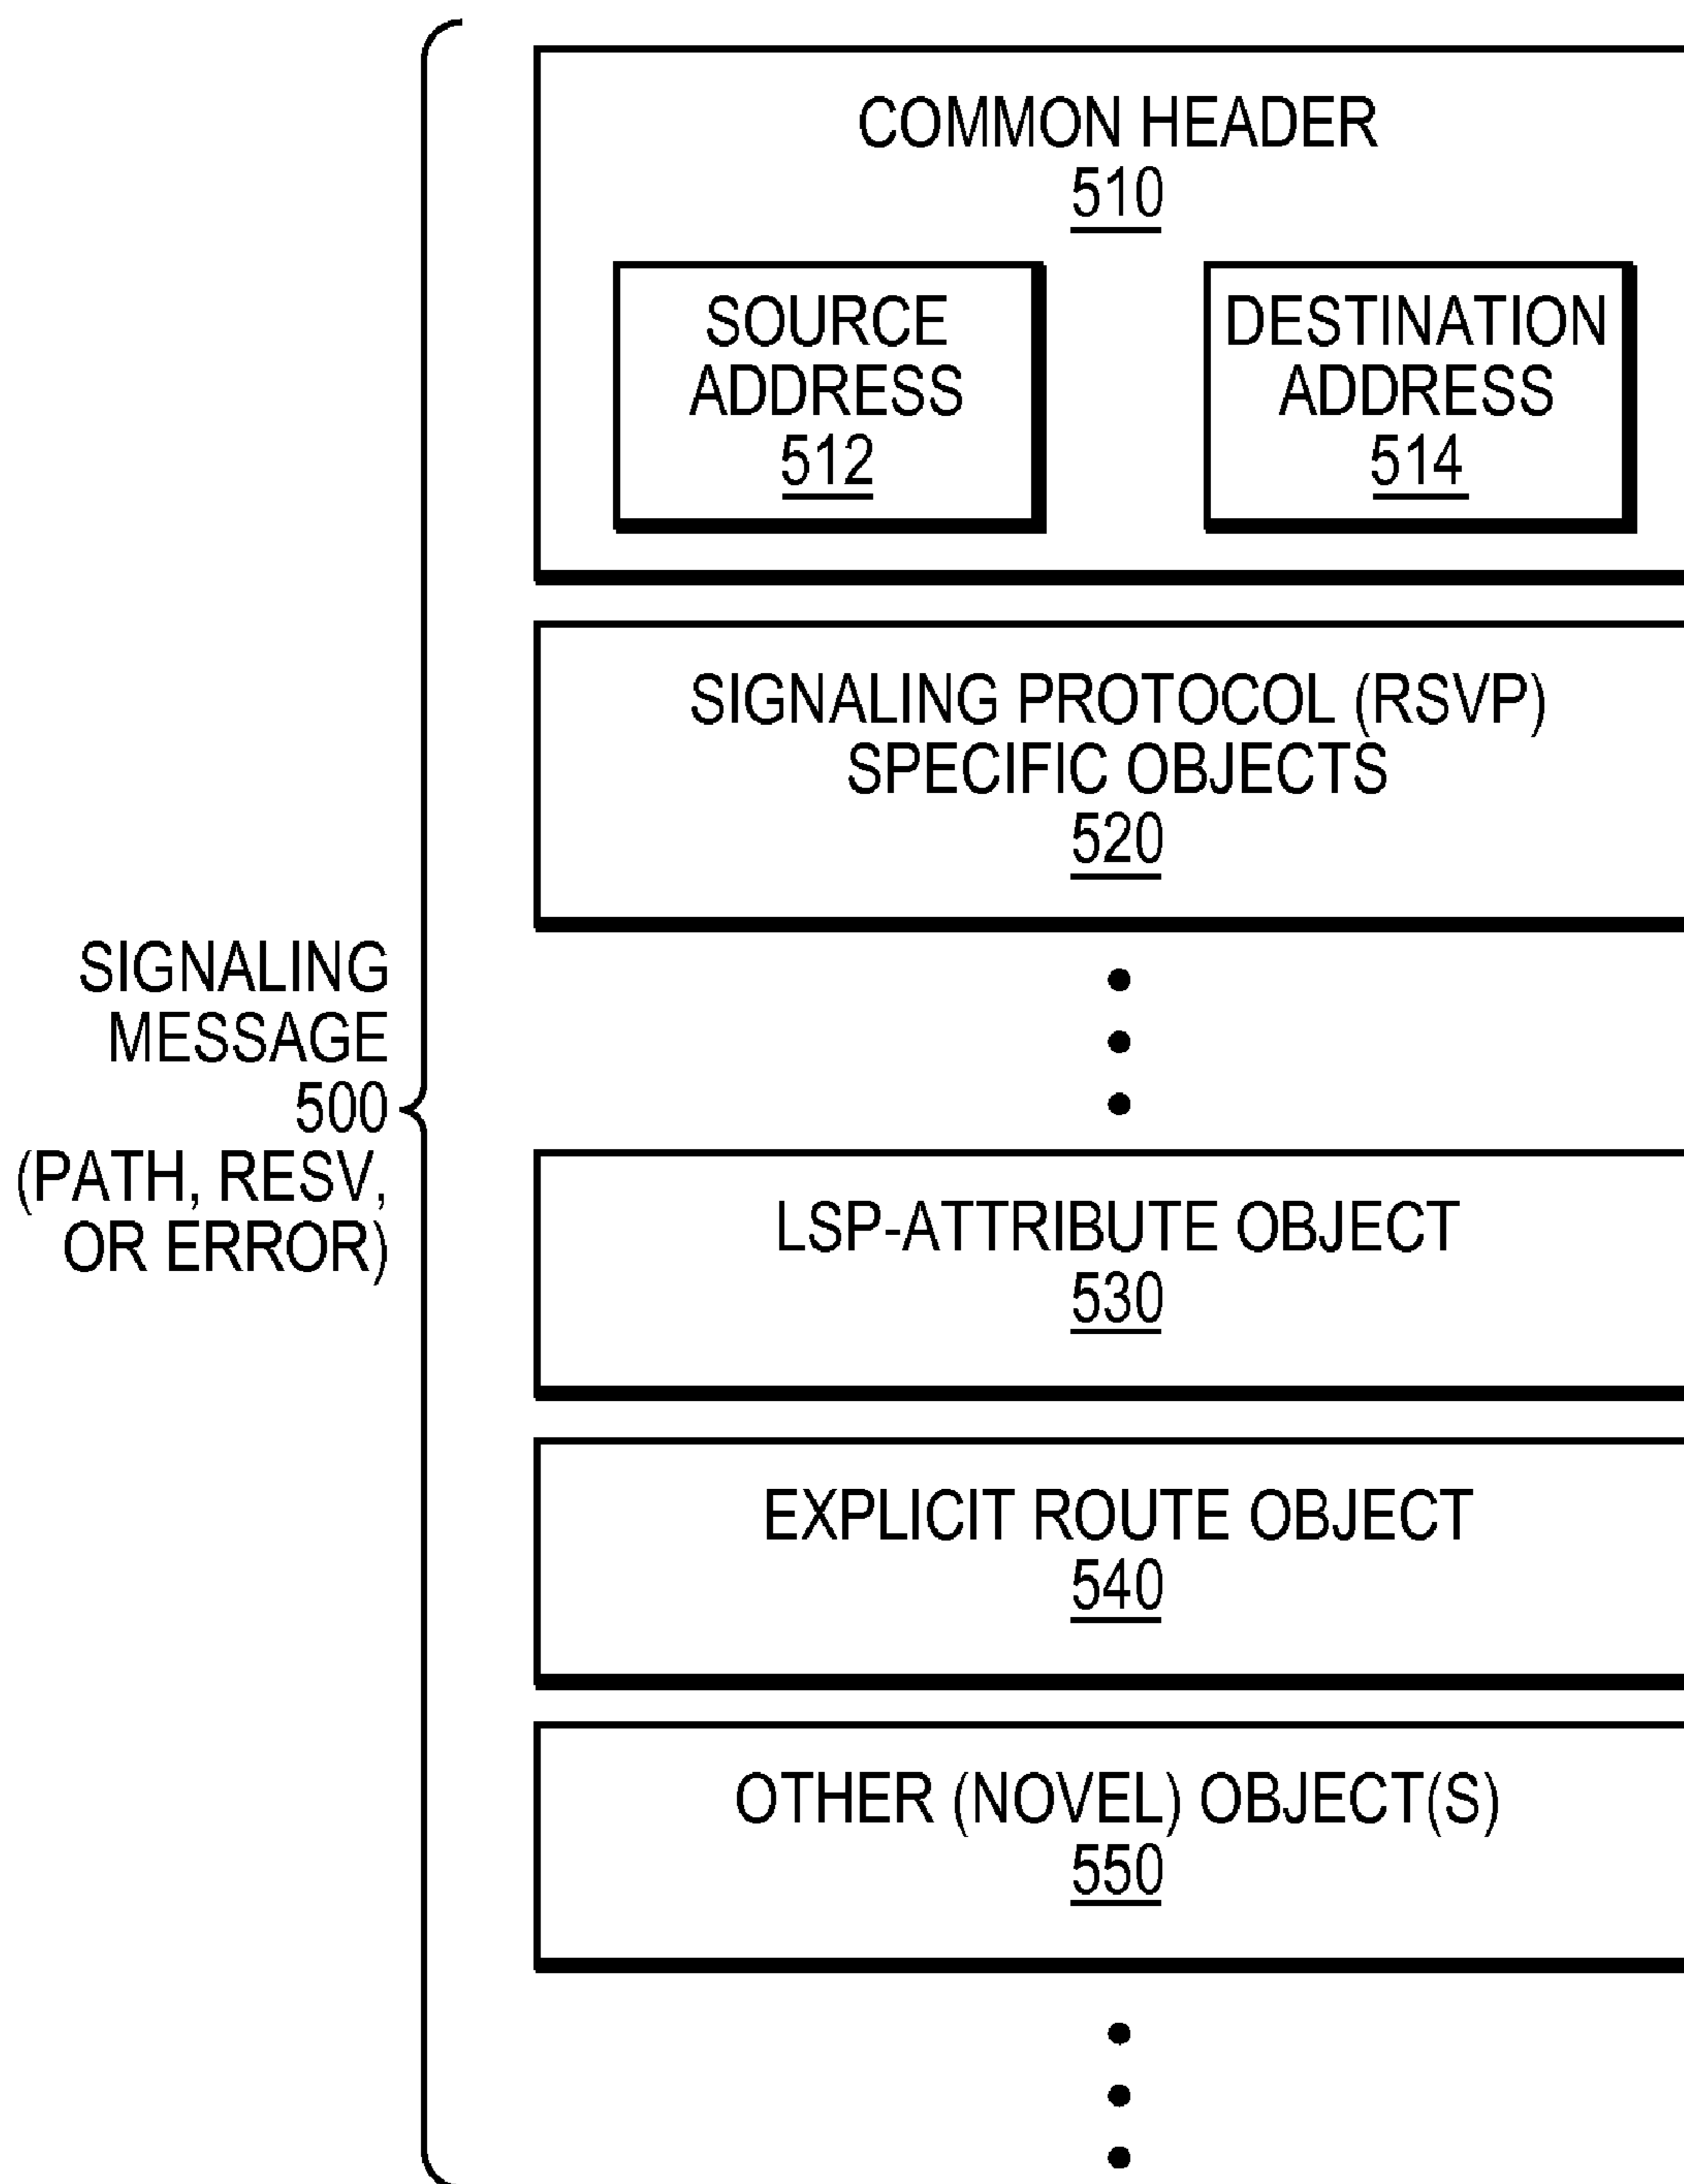 COMMON HEADER
510
SOURCE
ADDRESS
512
DESTINATION
ADDRESS
514
SIGNALING PROTOCOL (RSVP)
SPECIFIC OBJECTS
520
SIGNALING
MESSAGE
500
(PATH, RESV,
OR ERROR)
LSP-ATTRIBUTE OBJECT
530
EXPLICIT ROUTE OBJECT
540
OTHER (NOVEL) OBJECT(S)
550